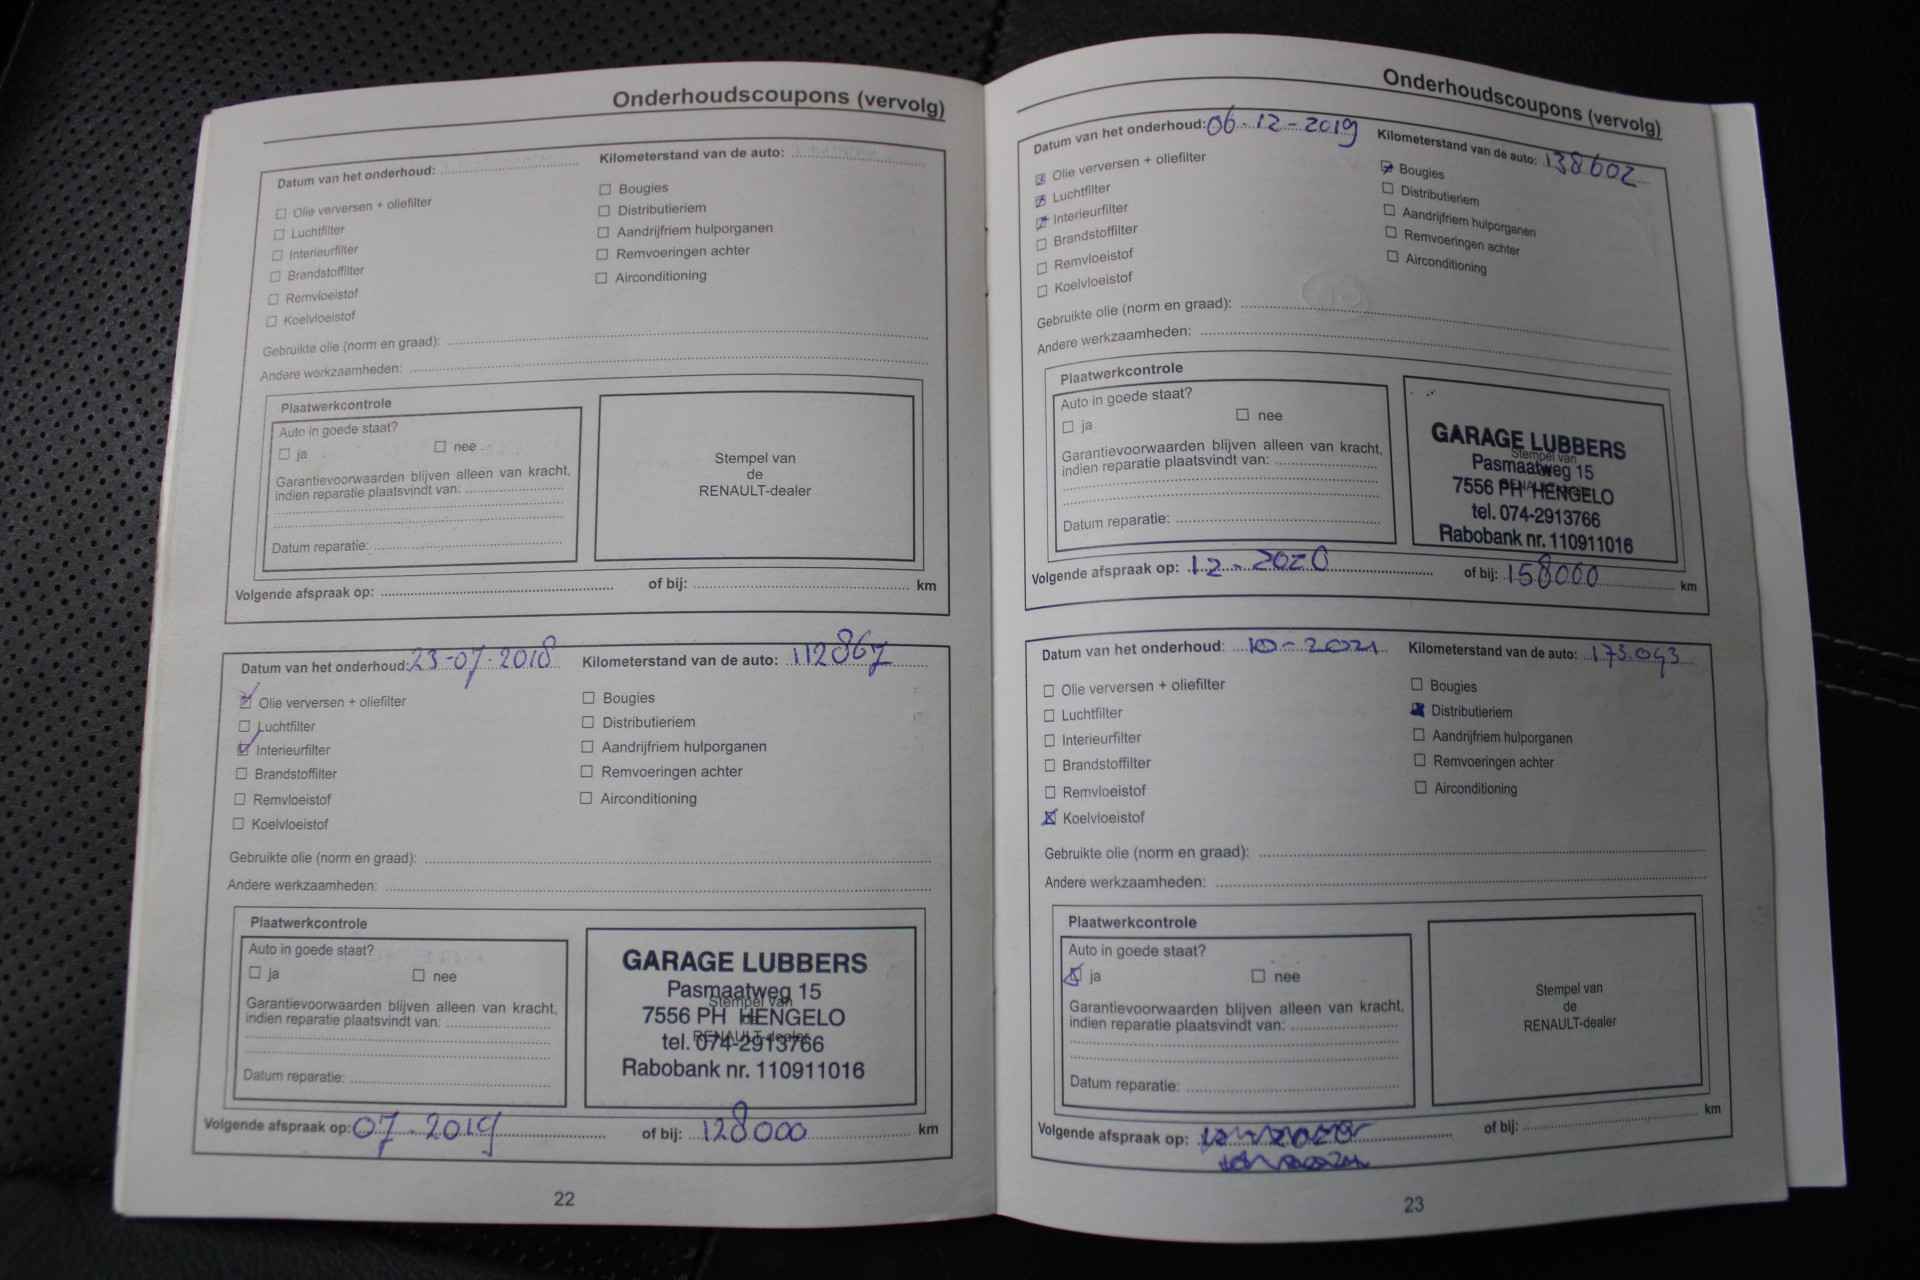 Onderhoudscoupons (vervolg)
Datum van het onderhoud: Kilometerstand van de auto:
Olie verversen + oliefilter
Luchtfilter
Interieurfilter
Brandstoffilter
Remvloeistof
Koelvloeistof
Bougies
Distributieriem
Aandrijfriem hulporganen
Remvoeringen achter
Airconditioning
Gebruikte olie (norm en graad):
Andere werkzaamheden:
Plaatwerkcontrole
Auto in goede staat?
ja nee
Garantievoorwaarden blijven alleen van kracht,
indien reparatie plaatsvindt van:
Datum reparatie:
Stempel van
de
RENAULT-dealer
Volgende afspraak op: of bij: km
Datum van het onderhoud: 23-07-2018 Kilometerstand van de auto: 112867
Olie verversen + oliefilter
Luchtfilter
Interieurfilter
Brandstoffilter
Remvloeistof
Koelvloeistof
Bougies
Distributieriem
Aandrijfriem hulporganen
Remvoeringen achter
Airconditioning
Gebruikte olie (norm en graad):
Andere werkzaamheden:
Plaatwerkcontrole
Auto in goede staat?
ja nee
Garantievoorwaarden blijven alleen van kracht,
indien reparatie plaatsvindt van:
Datum reparatie:
GARAGE LUBBERS
Pasmaatweg 15
Stempel van
7556 PH HENGELO
RENAULT-dealer
tel. 074-2913766
Rabobank nr. 110911016
Volgende afspraak op: 07-2019 of bij: 128000 km
22
Onderhoudscoupons (vervolg)
Datum van het onderhoud: 06-12-2019 Kilometerstand van de auto: 138602
Olie verversen + oliefilter
Luchtfilter
Interieurfilter
Brandstoffilter
Remvloeistof
Koelvloeistof
Bougies
Distributieriem
Aandrijfriem hulporganen
Remvoeringen achter
Airconditioning
Gebruikte olie (norm en graad):
Andere werkzaamheden:
Plaatwerkcontrole
Auto in goede staat?
ja nee
Garantievoorwaarden blijven alleen van kracht,
indien reparatie plaatsvindt van:
Datum reparatie:
GARAGE LUBBERS
Stempel van
Pasmaatweg 15
7556 PH HENGELO
tel. 074-2913766
Rabobank nr. 110911016
Volgende afspraak op: 12-2020 of bij: 158000 km
Datum van het onderhoud: 10-2021 Kilometerstand van de auto: 173.093
Olie verversen + oliefilter
Luchtfilter
Interieurfilter
Brandstoffilter
Remvloeistof
Koelvloeistof
Bougies
Distributieriem
Aandrijfriem hulporganen
Remvoeringen achter
Airconditioning
Gebruikte olie (norm en graad):
Andere werkzaamheden:
Plaatwerkcontrole
Auto in goede staat?
ja nee
Garantievoorwaarden blijven alleen van kracht,
indien reparatie plaatsvindt van:
Datum reparatie:
Stempel van
de
RENAULT-dealer
Volgende afspraak op: of bij: km
23